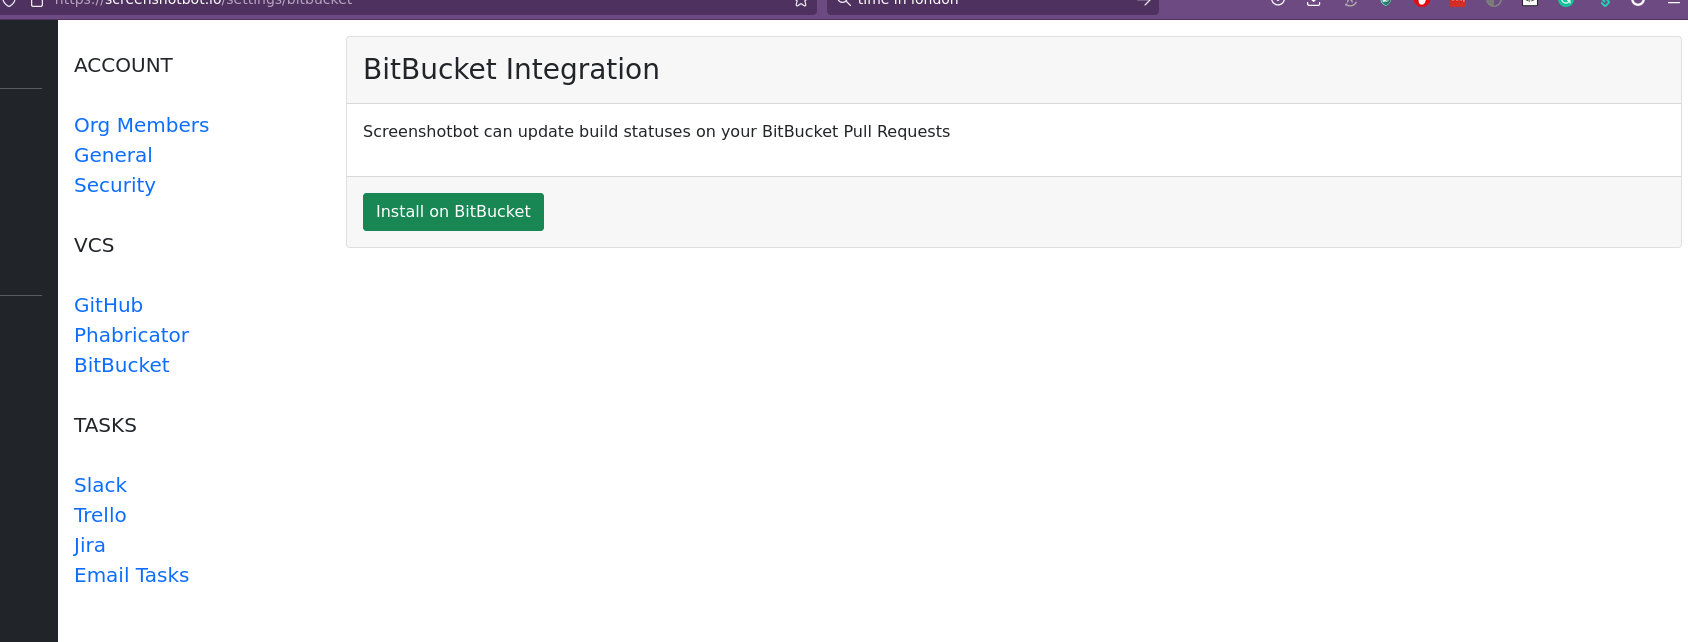 https://screenshotbot.io/settings/bitbucket
time in london
ACCOUNT
Org Members
General
Security
VCS
GitHub
Phabricator
BitBucket
TASKS
Slack
Trello
Jira
Email Tasks
BitBucket Integration
Screenshotbot can update build statuses on your BitBucket Pull Requests
Install on BitBucket